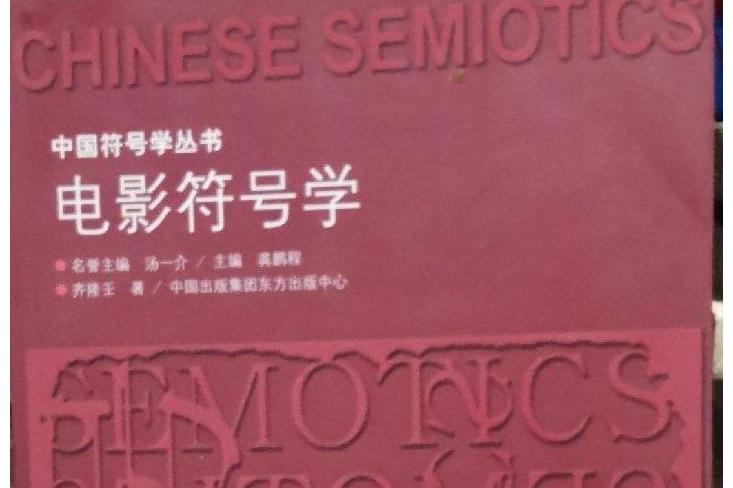 CHINESE SEMIOTICS
中国符号学丛书
电影符号学
名誉主编 汤一介 / 主编 龚鹏程
齐隆壬 著 / 中国出版集团东方出版中心
SEMOTICS